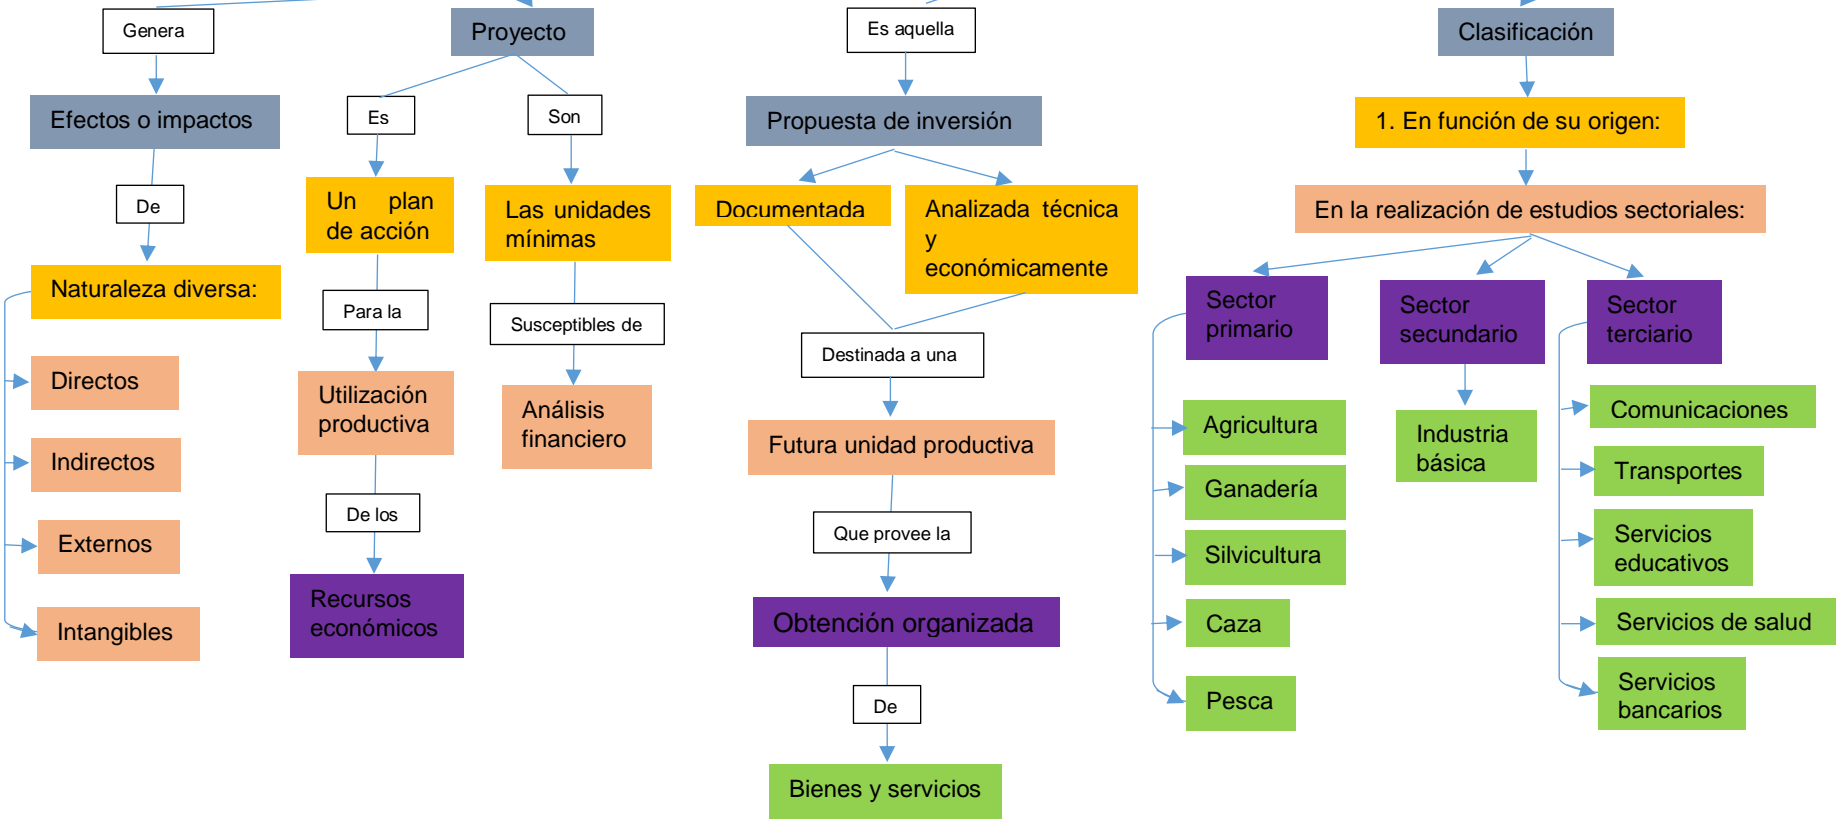 Genera
Efectos o impactos
De
Naturaleza diversa:
Directos
Indirectos
Externos
Intangibles
Proyecto
Es
Un plan
de acción
Para la
Utilización
productiva
De los
Recursos
económicos
Son
Las unidades
mínimas
Susceptibles de
Análisis
financiero
Es aquella
Propuesta de inversión
Documentada
Analizada técnica
y
económicamente
Destinada a una
Futura unidad productiva
Que provee la
Obtención organizada
De
Bienes y servicios
Clasificación
1. En función de su origen:
En la realización de estudios sectoriales:
Sector
primario
Agricultura
Ganadería
Silvicultura
Caza
Pesca
Sector
secundario
Industria
básica
Sector
terciario
Comunicaciones
Transportes
Servicios
educativos
Servicios de salud
Servicios
bancarios